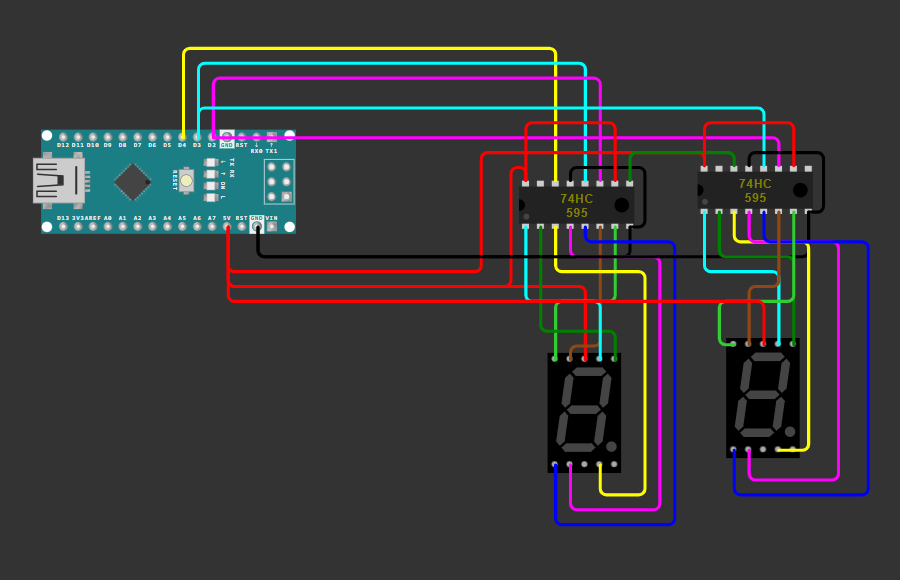 D12 D11 D10 D9 D8 D7 D6 D5 D4 D3 D2 GND RST RX0 TX1
RESET
TX RX ON L
D13 3V3 AREF A0 A1 A2 A3 A4 A5 A6 A7 5V RST GND VIN
74HC
595
74HC
595